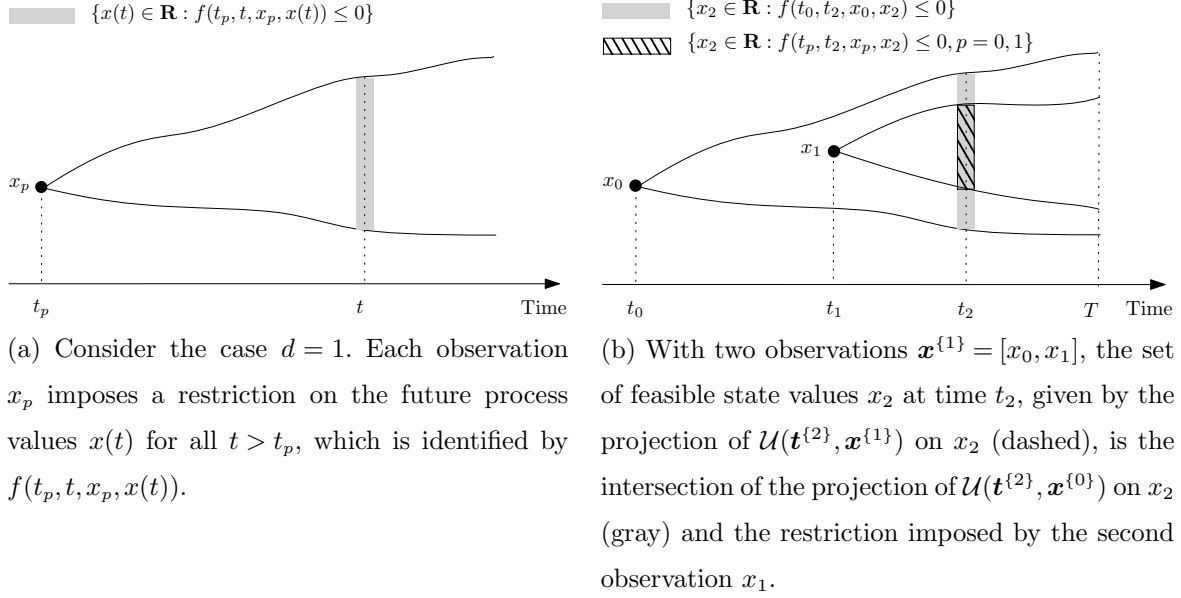 {x(t) ∈ R : f(t_p, t, x_p, x(t)) ≤ 0}
x_p
t_p
t
Time
(a) Consider the case d = 1. Each observation
x_p imposes a restriction on the future process
values x(t) for all t > t_p, which is identified by
f(t_p, t, x_p, x(t)).
{x_2 ∈ R : f(t_0, t_2, x_0, x_2) ≤ 0}
{x_2 ∈ R : f(t_p, t_2, x_p, x_2) ≤ 0, p = 0, 1}
x_1
x_0
t_0
t_1
t_2
T
Time
(b) With two observations x^{1} = [x_0, x_1], the set
of feasible state values x_2 at time t_2, given by the
projection of U(t^{2}, x^{1}) on x_2 (dashed), is the
intersection of the projection of U(t^{2}, x^{0}) on x_2
(gray) and the restriction imposed by the second
observation x_1.